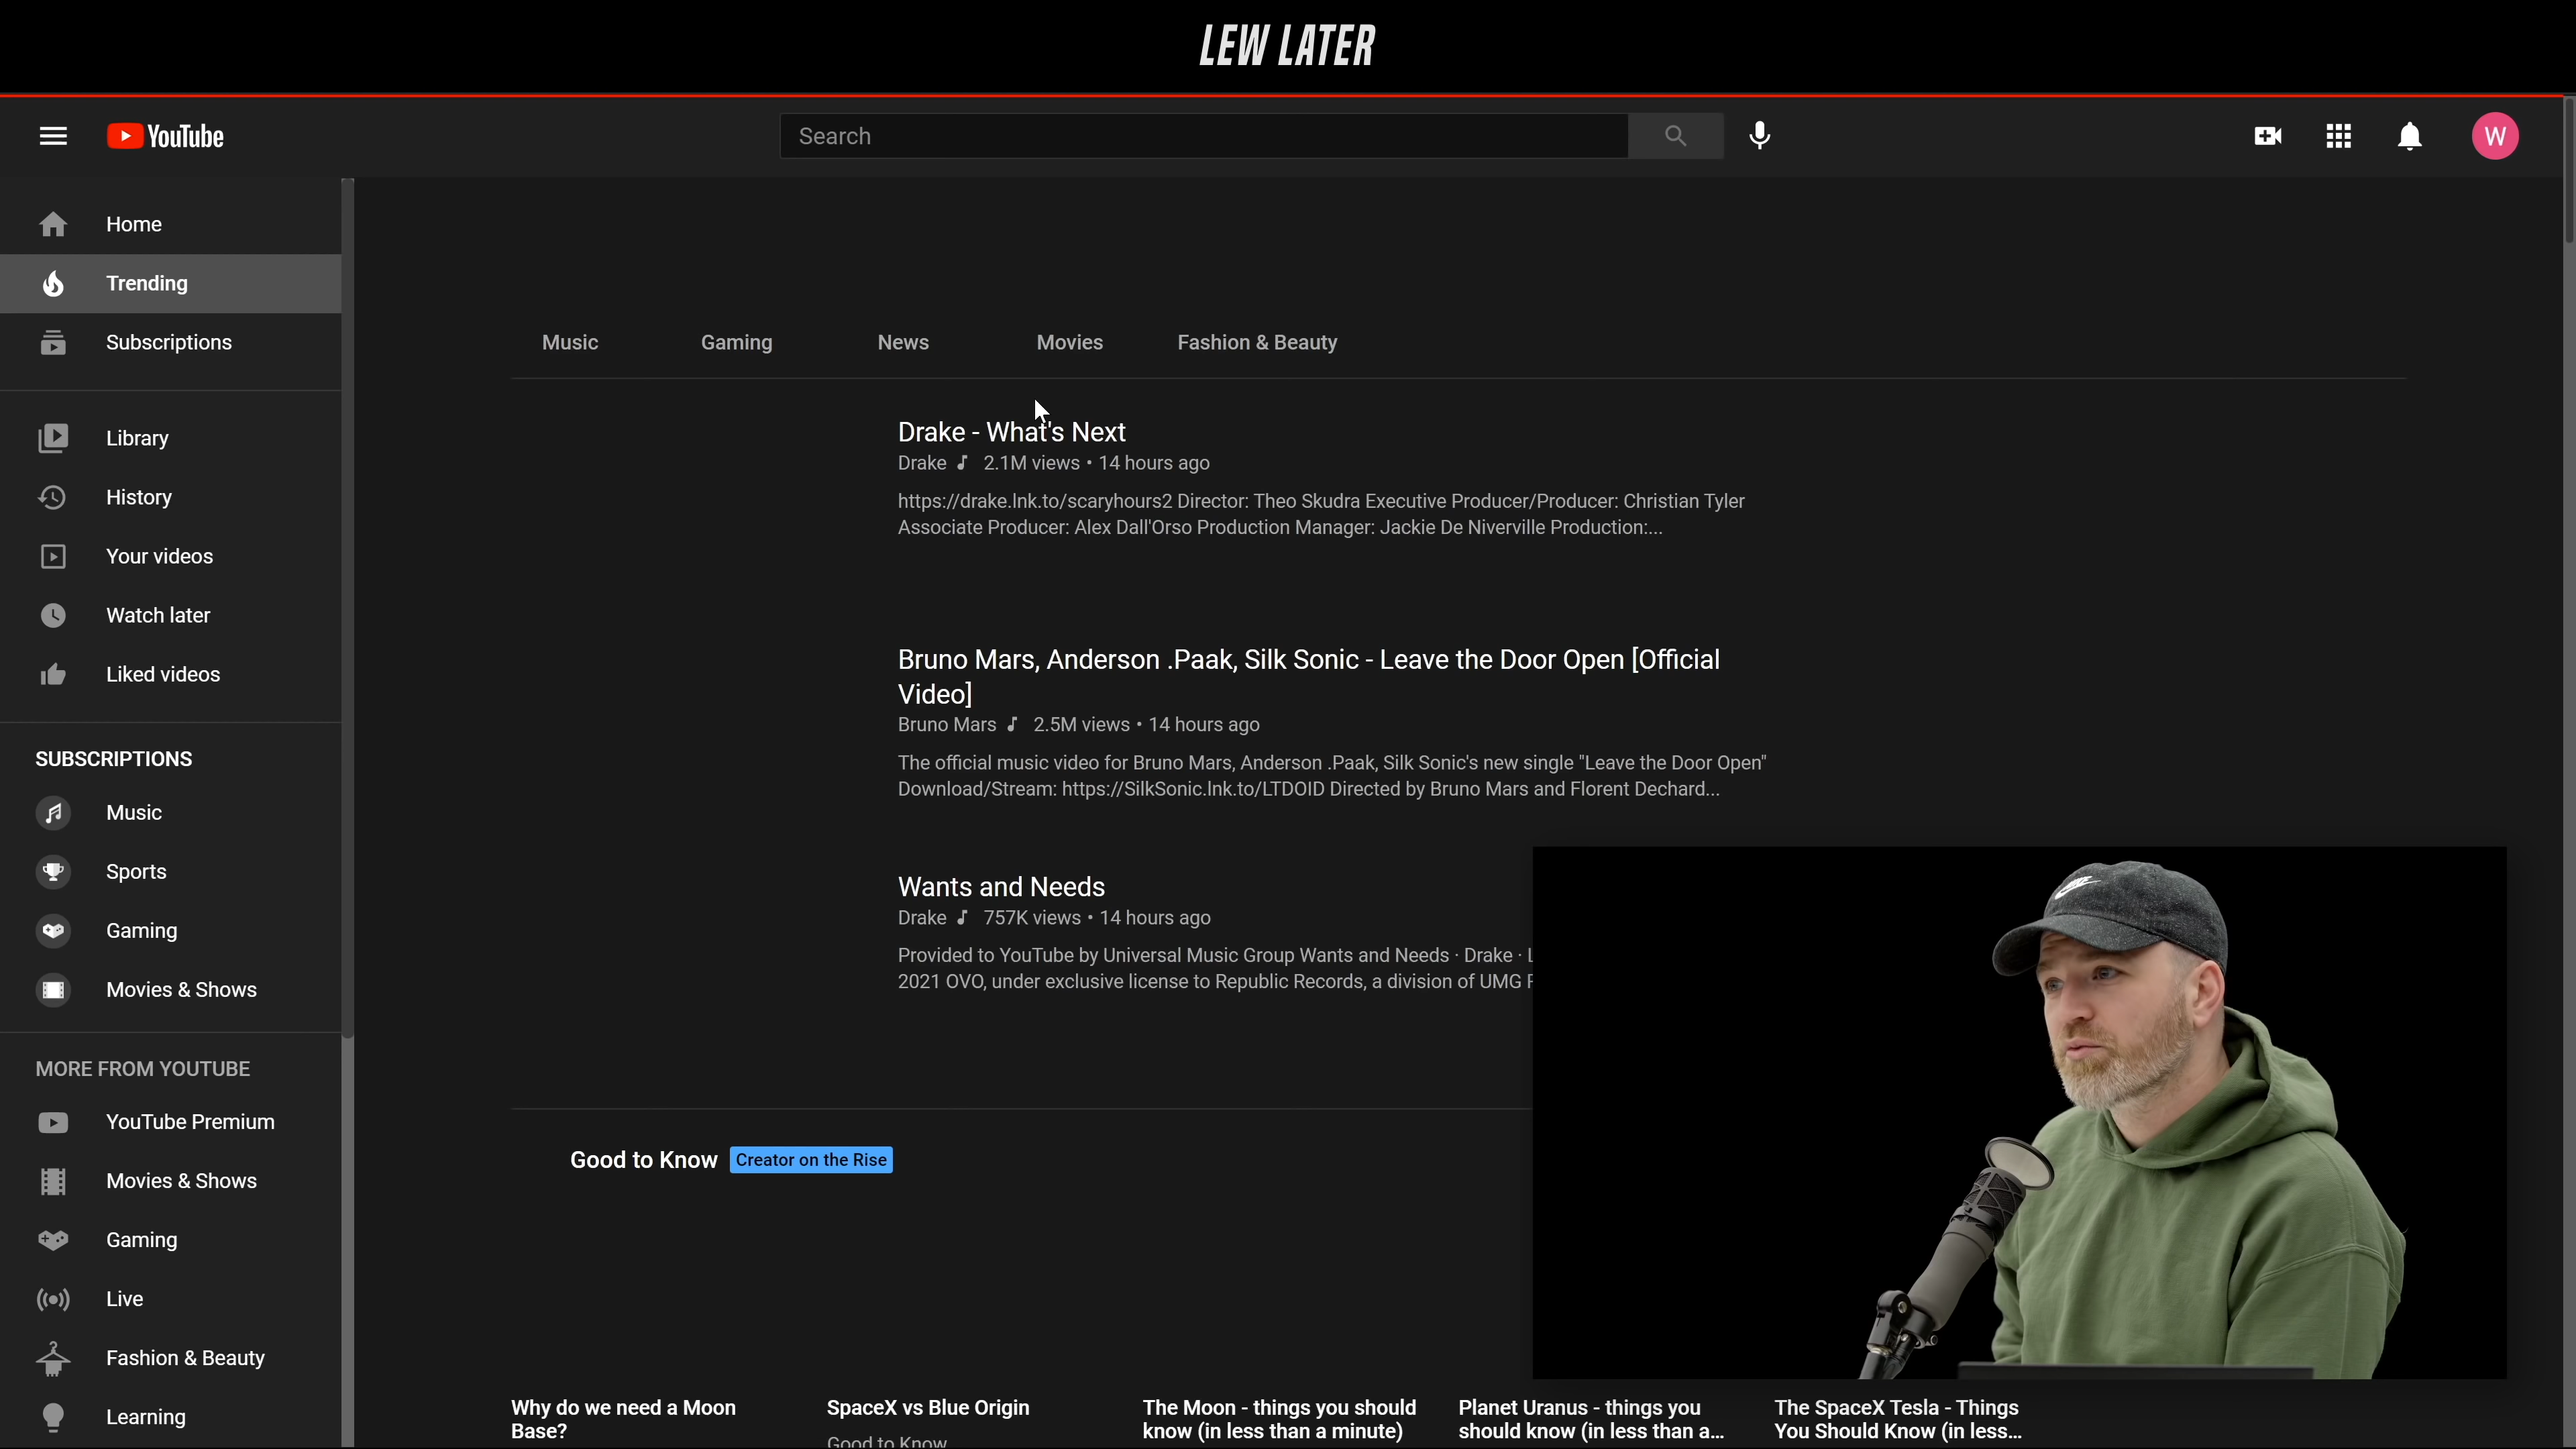 LEW LATER
YouTube
Search
W
Home
Trending
Subscriptions
Library
History
Your videos
Watch later
Liked videos
SUBSCRIPTIONS
Music
Sports
Gaming
Movies & Shows
MORE FROM YOUTUBE
YouTube Premium
Movies & Shows
Gaming
Live
Fashion & Beauty
Learning
Music
Gaming
News
Movies
Fashion & Beauty
Drake - What's Next
Drake 2.1M views • 14 hours ago
https://drake.lnk.to/scaryhours2 Director: Theo Skudra Executive Producer/Producer: Christian Tyler
Associate Producer: Alex Dall'Orso Production Manager: Jackie De Niverville Production:...
Bruno Mars, Anderson .Paak, Silk Sonic - Leave the Door Open [Official
Video]
Bruno Mars 2.5M views • 14 hours ago
The official music video for Bruno Mars, Anderson .Paak, Silk Sonic's new single "Leave the Door Open"
Download/Stream: https://SilkSonic.lnk.to/LTDOID Directed by Bruno Mars and Florent Dechard...
Wants and Needs
Drake 757K views • 14 hours ago
Provided to YouTube by Universal Music Group Wants and Needs · Drake ·
2021 OVO, under exclusive license to Republic Records, a division of UMG
Good to Know Creator on the Rise
Why do we need a Moon
Base?
SpaceX vs Blue Origin
Good to Know
The Moon - things you should
know (in less than a minute)
Planet Uranus - things you
should know (in less than a...
The SpaceX Tesla - Things
You Should Know (in less...